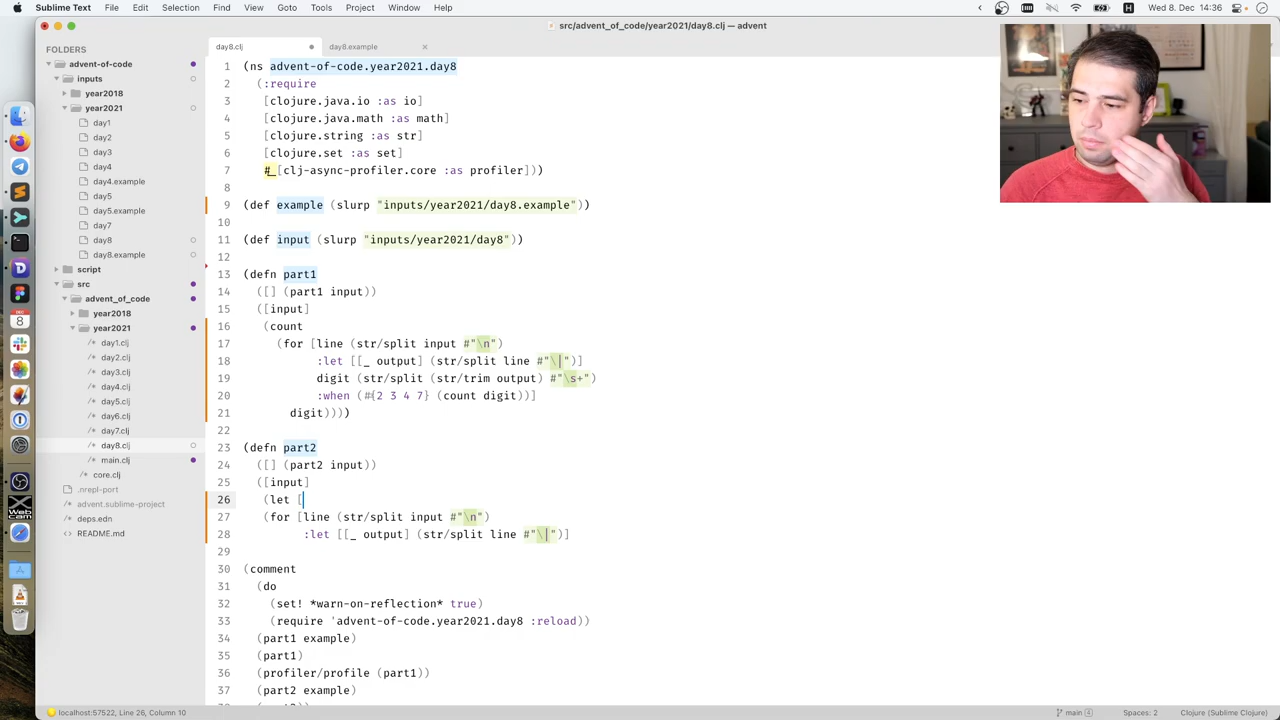 Sublime Text File Edit Selection Find View Goto Tools Project Window Help
Wed 8. Dec 14:36
src/advent_of_code/year2021/day8.clj — advent
FOLDERS
advent-of-code
inputs
year2018
year2021
day1
day2
day3
day4
day4.example
day5
day5.example
day7
day8
day8.example
script
src
advent_of_code
year2018
year2021
/* day1.clj
/* day2.clj
/* day3.clj
/* day4.clj
/* day5.clj
/* day6.clj
/* day7.clj
/* day8.clj
/* main.clj
/* core.clj
.nrepl-port
/* advent.sublime-project
/* deps.edn
README.md
day8.clj
day8.example
1 (ns advent-of-code.year2021.day8
2 (:require
3 [clojure.java.io :as io]
4 [clojure.java.math :as math]
5 [clojure.string :as str]
6 [clojure.set :as set]
7 #_[clj-async-profiler.core :as profiler]))
8
9 (def example (slurp "inputs/year2021/day8.example"))
10
11 (def input (slurp "inputs/year2021/day8"))
12
13 (defn part1
14 ([] (part1 input))
15 ([input]
16 (count
17 (for [line (str/split input #"\n")
18 :let [[_ output] (str/split line #"\|")]
19 digit (str/split (str/trim output) #"\s+")
20 :when (#{2 3 4 7} (count digit))]
21 digit))))
22
23 (defn part2
24 ([] (part2 input))
25 ([input]
26 (let [
27 (for [line (str/split input #"\n")
28 :let [[_ output] (str/split line #"\|")]
29
30 (comment
31 (do
32 (set! *warn-on-reflection* true)
33 (require 'advent-of-code.year2021.day8 :reload))
34 (part1 example)
35 (part1)
36 (profiler/profile (part1))
37 (part2 example)
localhost:57522, Line 26, Column 10
main 4
Spaces: 2
Clojure (Sublime Clojure)